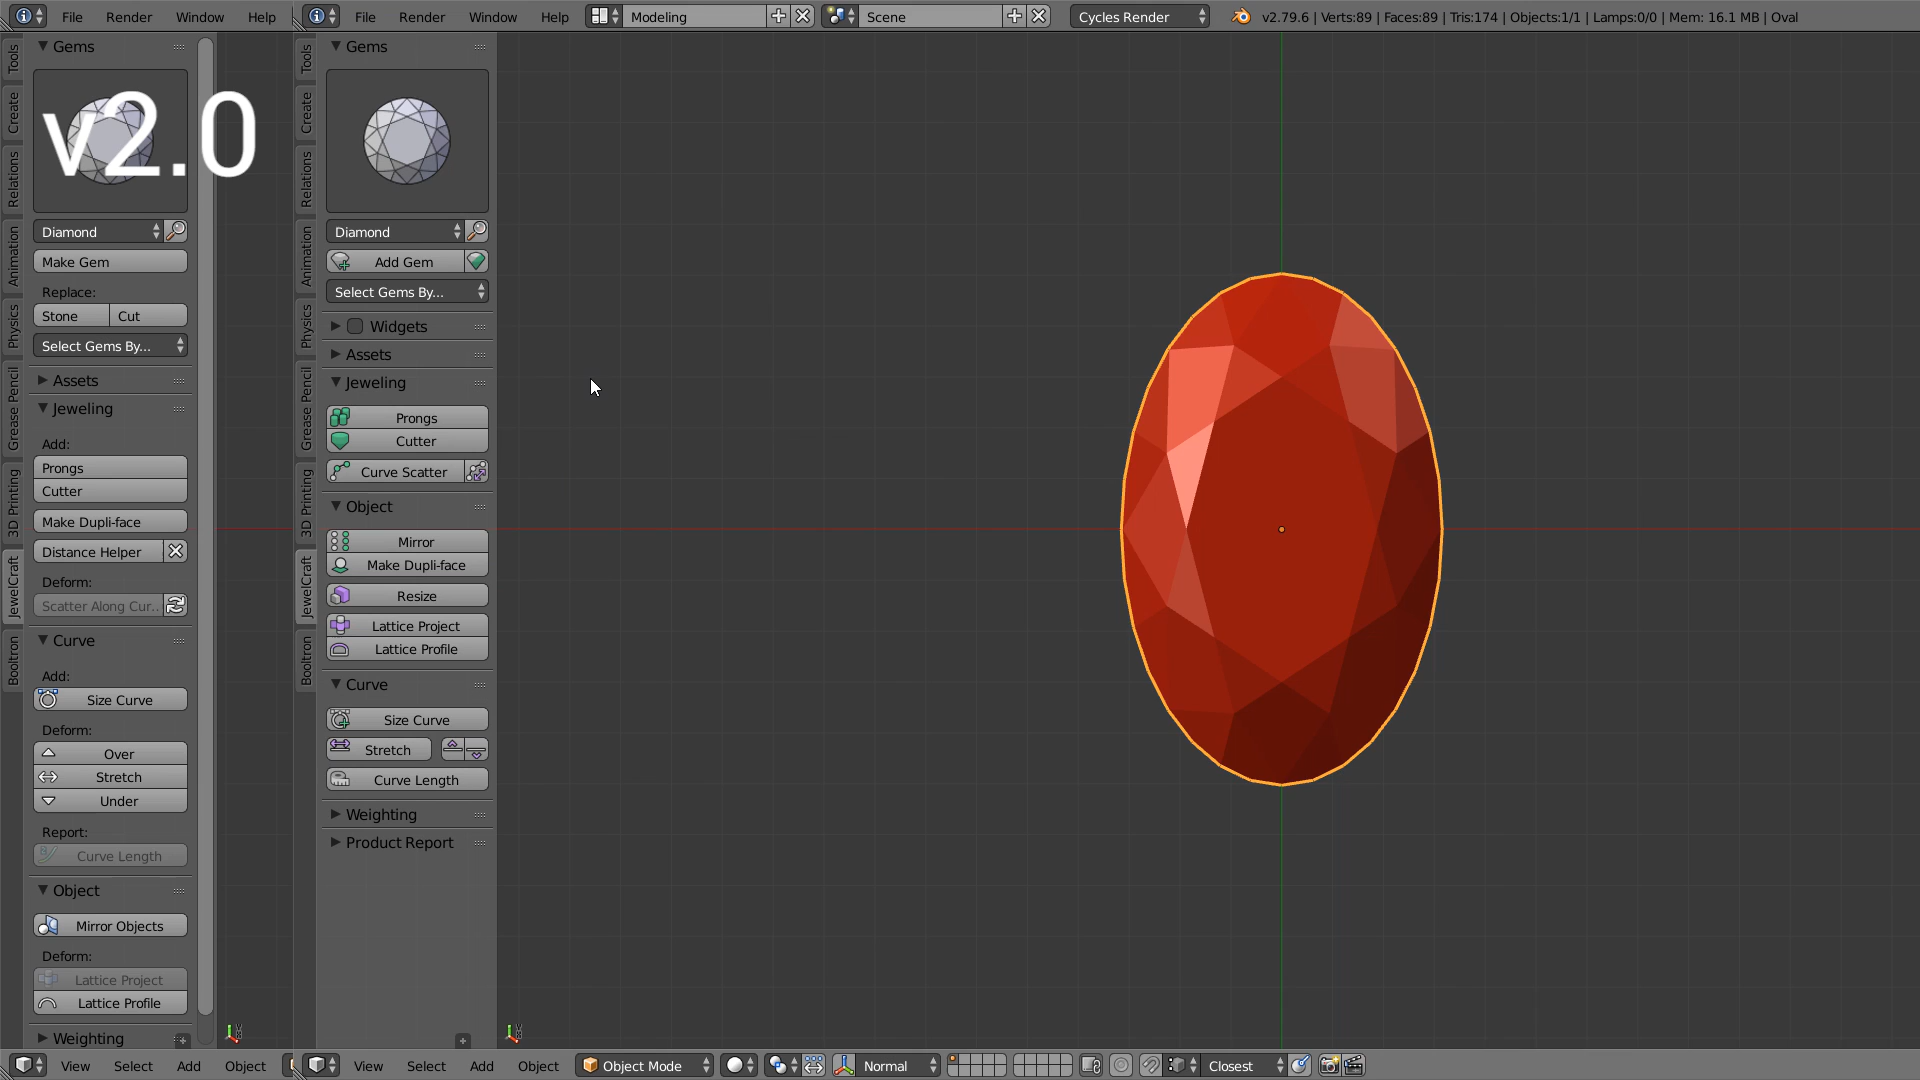 File Render Window Help
File Render Window Help Modeling Scene Cycles Render v2.79.6 | Verts:89 | Faces:89 | Tris:174 | Objects:1/1 | Lamps:0/0 | Mem: 16.1 MB | Oval
Tools
Create
Relations
Animation
Physics
Grease Pencil
3D Printing
JewelCraft
Booltron
Gems
v2.0
Diamond
Make Gem
Replace:
Stone Cut
Select Gems By...
Assets
Jeweling
Add:
Prongs
Cutter
Make Dupli-face
Distance Helper
Deform:
Scatter Along Cur..
Curve
Add:
Size Curve
Deform:
Over
Stretch
Under
Report:
Curve Length
Object
Mirror Objects
Deform:
Lattice Project
Lattice Profile
Weighting
Tools
Create
Relations
Animation
Physics
Grease Pencil
3D Printing
JewelCraft
Booltron
Gems
Diamond
Add Gem
Select Gems By...
Widgets
Assets
Jeweling
Prongs
Cutter
Curve Scatter
Object
Mirror
Make Dupli-face
Resize
Lattice Project
Lattice Profile
Curve
Size Curve
Stretch
Curve Length
Weighting
Product Report
View Select Add Object
View Select Add Object Object Mode Normal Closest